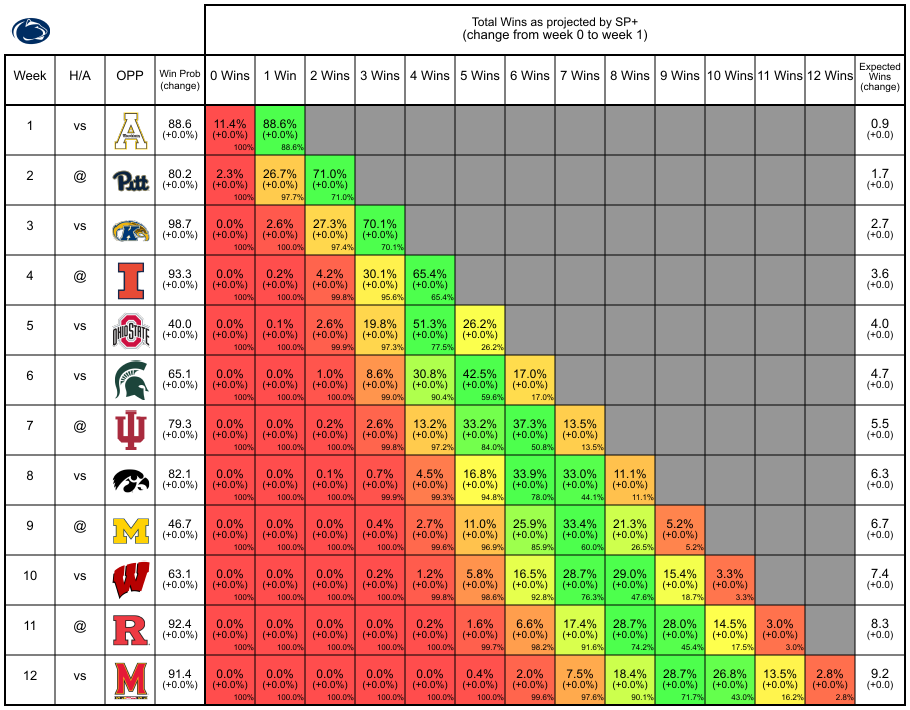 Total Wins as projected by SP+
(change from week 0 to week 1)
Week H/A OPP Win Prob (change) 0 Wins 1 Win 2 Wins 3 Wins 4 Wins 5 Wins 6 Wins 7 Wins 8 Wins 9 Wins 10 Wins 11 Wins 12 Wins Expected Wins (change)
1 vs A 88.6 11.4% 88.6% 0.9
(+0.0%) (+0.0%) (+0.0%) (+0.0)
100% 88.6%
2 @ Pitt 80.2 2.3% 26.7% 71.0% 1.7
(+0.0%) (+0.0%) (+0.0%) (+0.0%) (+0.0)
100% 97.7% 71.0%
3 vs K 98.7 0.0% 2.6% 27.3% 70.1% 2.7
(+0.0%) (+0.0%) (+0.0%) (+0.0%) (+0.0%) (+0.0)
100% 100.0% 97.4% 70.1%
4 @ I 93.3 0.0% 0.2% 4.2% 30.1% 65.4% 3.6
(+0.0%) (+0.0%) (+0.0%) (+0.0%) (+0.0%) (+0.0%) (+0.0)
100% 100.0% 99.8% 95.6% 65.4%
5 vs OHIO STATE 40.0 0.0% 0.1% 2.6% 19.8% 51.3% 26.2% 4.0
(+0.0%) (+0.0%) (+0.0%) (+0.0%) (+0.0%) (+0.0%) (+0.0%) (+0.0)
100% 100.0% 99.9% 97.3% 77.5% 26.2%
6 vs 65.1 0.0% 0.0% 1.0% 8.6% 30.8% 42.5% 17.0% 4.7
(+0.0%) (+0.0%) (+0.0%) (+0.0%) (+0.0%) (+0.0%) (+0.0%) (+0.0%) (+0.0)
100% 100.0% 100.0% 99.0% 90.4% 59.6% 17.0%
7 @ 79.3 0.0% 0.0% 0.2% 2.6% 13.2% 33.2% 37.3% 13.5% 5.5
(+0.0%) (+0.0%) (+0.0%) (+0.0%) (+0.0%) (+0.0%) (+0.0%) (+0.0%) (+0.0%) (+0.0)
100% 100.0% 100.0% 99.8% 97.2% 84.0% 50.8% 13.5%
8 vs 82.1 0.0% 0.0% 0.1% 0.7% 4.5% 16.8% 33.9% 33.0% 11.1% 6.3
(+0.0%) (+0.0%) (+0.0%) (+0.0%) (+0.0%) (+0.0%) (+0.0%) (+0.0%) (+0.0%) (+0.0%) (+0.0)
100% 100.0% 100.0% 99.9% 99.3% 94.8% 78.0% 44.1% 11.1%
9 @ M 46.7 0.0% 0.0% 0.0% 0.4% 2.7% 11.0% 25.9% 33.4% 21.3% 5.2% 6.7
(+0.0%) (+0.0%) (+0.0%) (+0.0%) (+0.0%) (+0.0%) (+0.0%) (+0.0%) (+0.0%) (+0.0%) (+0.0%) (+0.0)
100% 100.0% 100.0% 100.0% 99.6% 96.9% 85.9% 60.0% 26.5% 5.2%
10 vs W 63.1 0.0% 0.0% 0.0% 0.2% 1.2% 5.8% 16.5% 28.7% 29.0% 15.4% 3.3% 7.4
(+0.0%) (+0.0%) (+0.0%) (+0.0%) (+0.0%) (+0.0%) (+0.0%) (+0.0%) (+0.0%) (+0.0%) (+0.0%) (+0.0%) (+0.0)
100% 100.0% 100.0% 100.0% 99.8% 98.6% 92.8% 76.3% 47.6% 18.7% 3.3%
11 @ R 92.4 0.0% 0.0% 0.0% 0.0% 0.2% 1.6% 6.6% 17.4% 28.7% 28.0% 14.5% 3.0% 8.3
(+0.0%) (+0.0%) (+0.0%) (+0.0%) (+0.0%) (+0.0%) (+0.0%) (+0.0%) (+0.0%) (+0.0%) (+0.0%) (+0.0%) (+0.0%) (+0.0)
100% 100.0% 100.0% 100.0% 100.0% 99.7% 98.2% 91.6% 74.2% 45.4% 17.5% 3.0%
12 vs M 91.4 0.0% 0.0% 0.0% 0.0% 0.0% 0.4% 2.0% 7.5% 18.4% 28.7% 26.8% 13.5% 2.8% 9.2
(+0.0%) (+0.0%) (+0.0%) (+0.0%) (+0.0%) (+0.0%) (+0.0%) (+0.0%) (+0.0%) (+0.0%) (+0.0%) (+0.0%) (+0.0%) (+0.0%) (+0.0)
100% 100.0% 100.0% 100.0% 100.0% 100.0% 99.6% 97.6% 90.1% 71.7% 43.0% 16.2% 2.8%